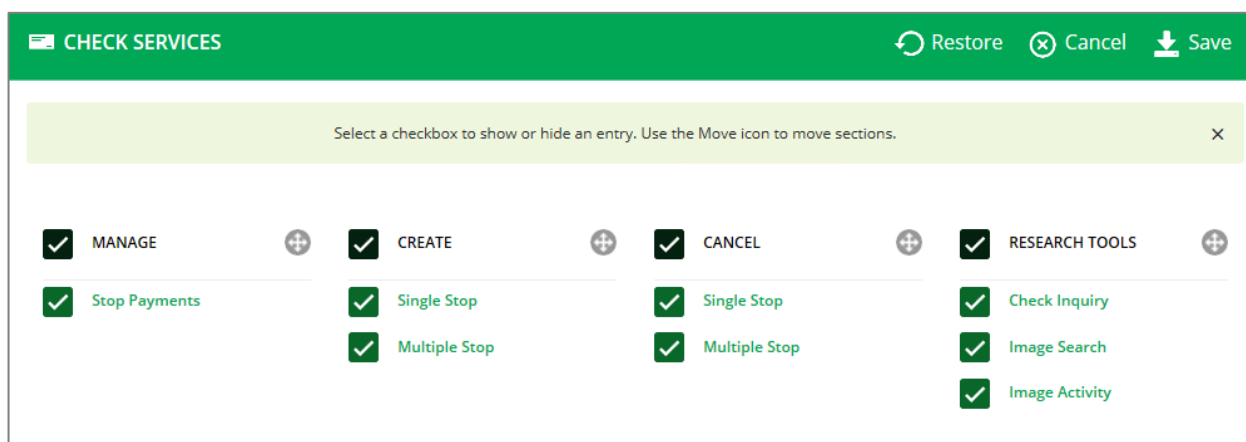 CHECK SERVICES
Restore
Cancel
Save
Select a checkbox to show or hide an entry. Use the Move icon to move sections.
MANAGE
Stop Payments
CREATE
Single Stop
Multiple Stop
CANCEL
Single Stop
Multiple Stop
RESEARCH TOOLS
Check Inquiry
Image Search
Image Activity